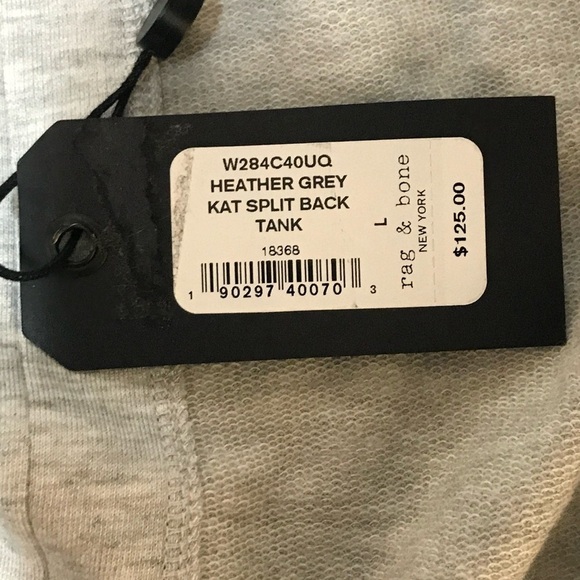 W284C40UQ
HEATHER GREY
KAT SPLIT BACK
TANK
18368
1 90297 40070 3
L
rag & bone
NEW YORK
$125.00